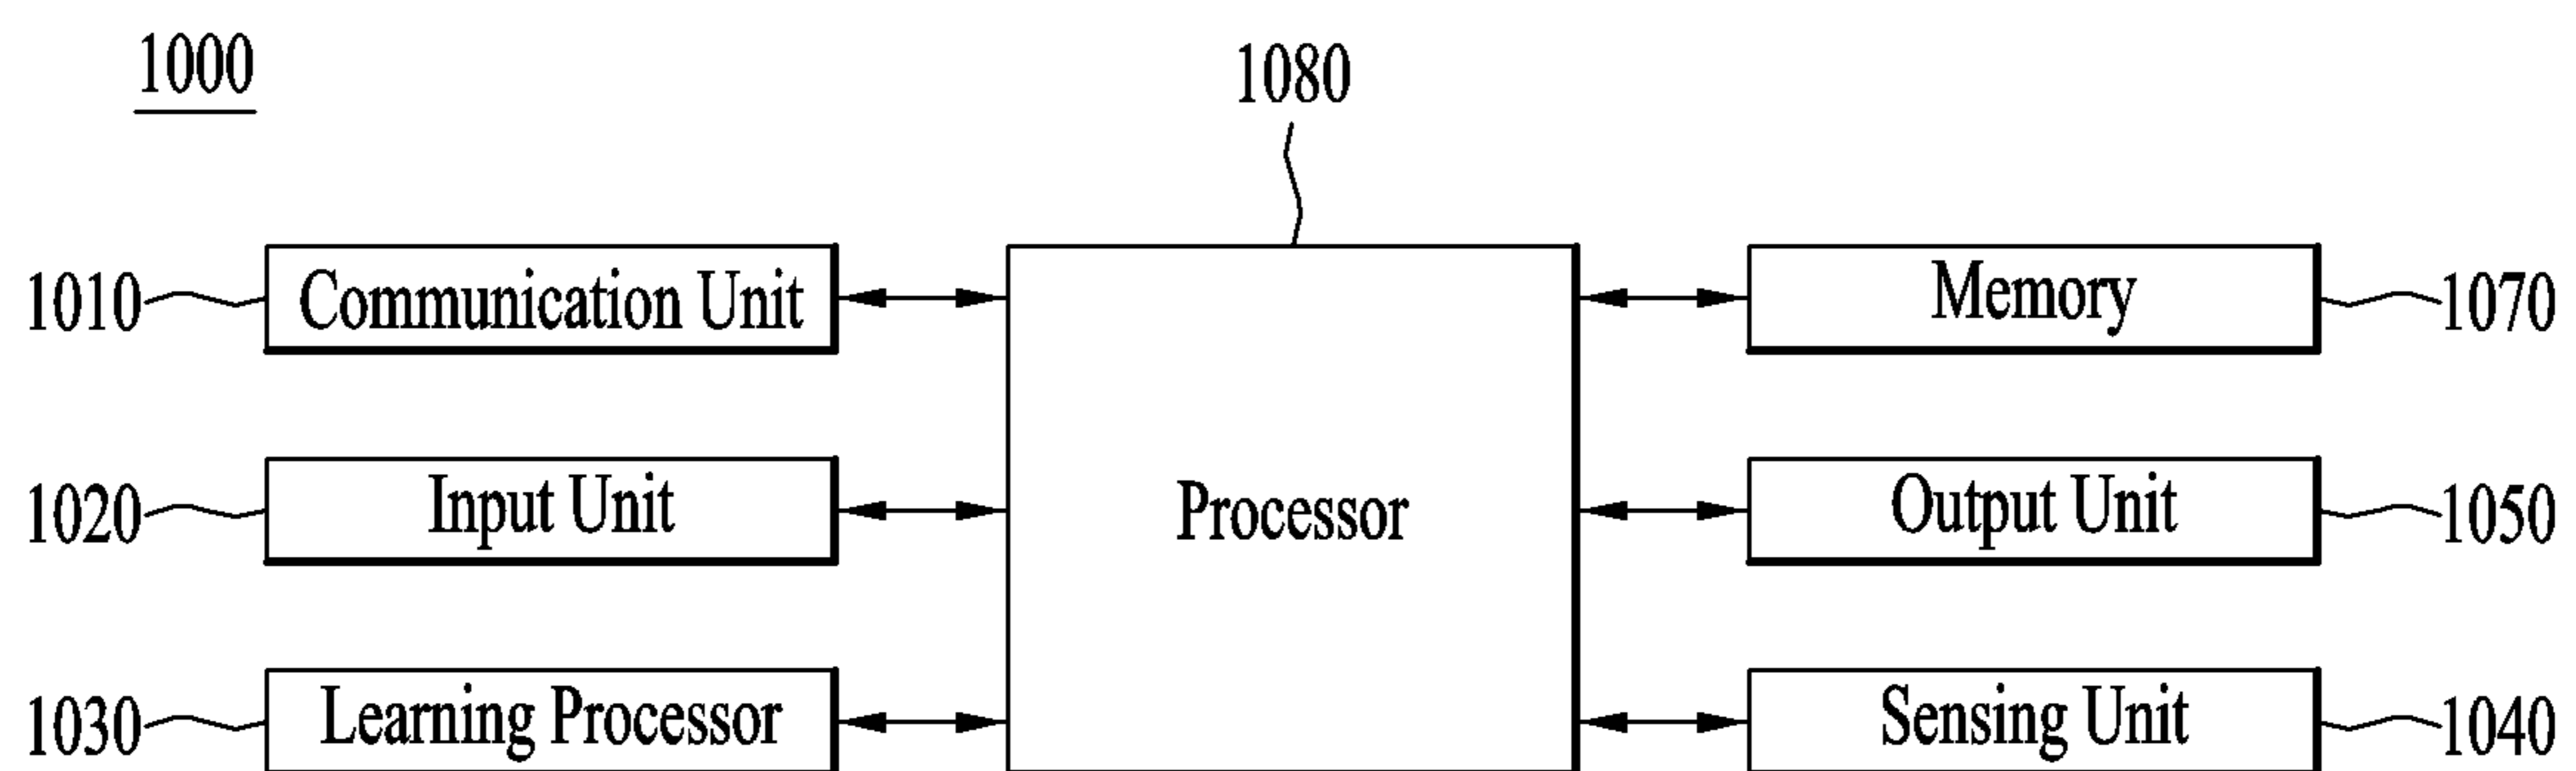 1000
1080
1010 Communication Unit Memory 1070
1020 Input Unit Processor Output Unit 1050
1030 Learning Processor Sensing Unit 1040